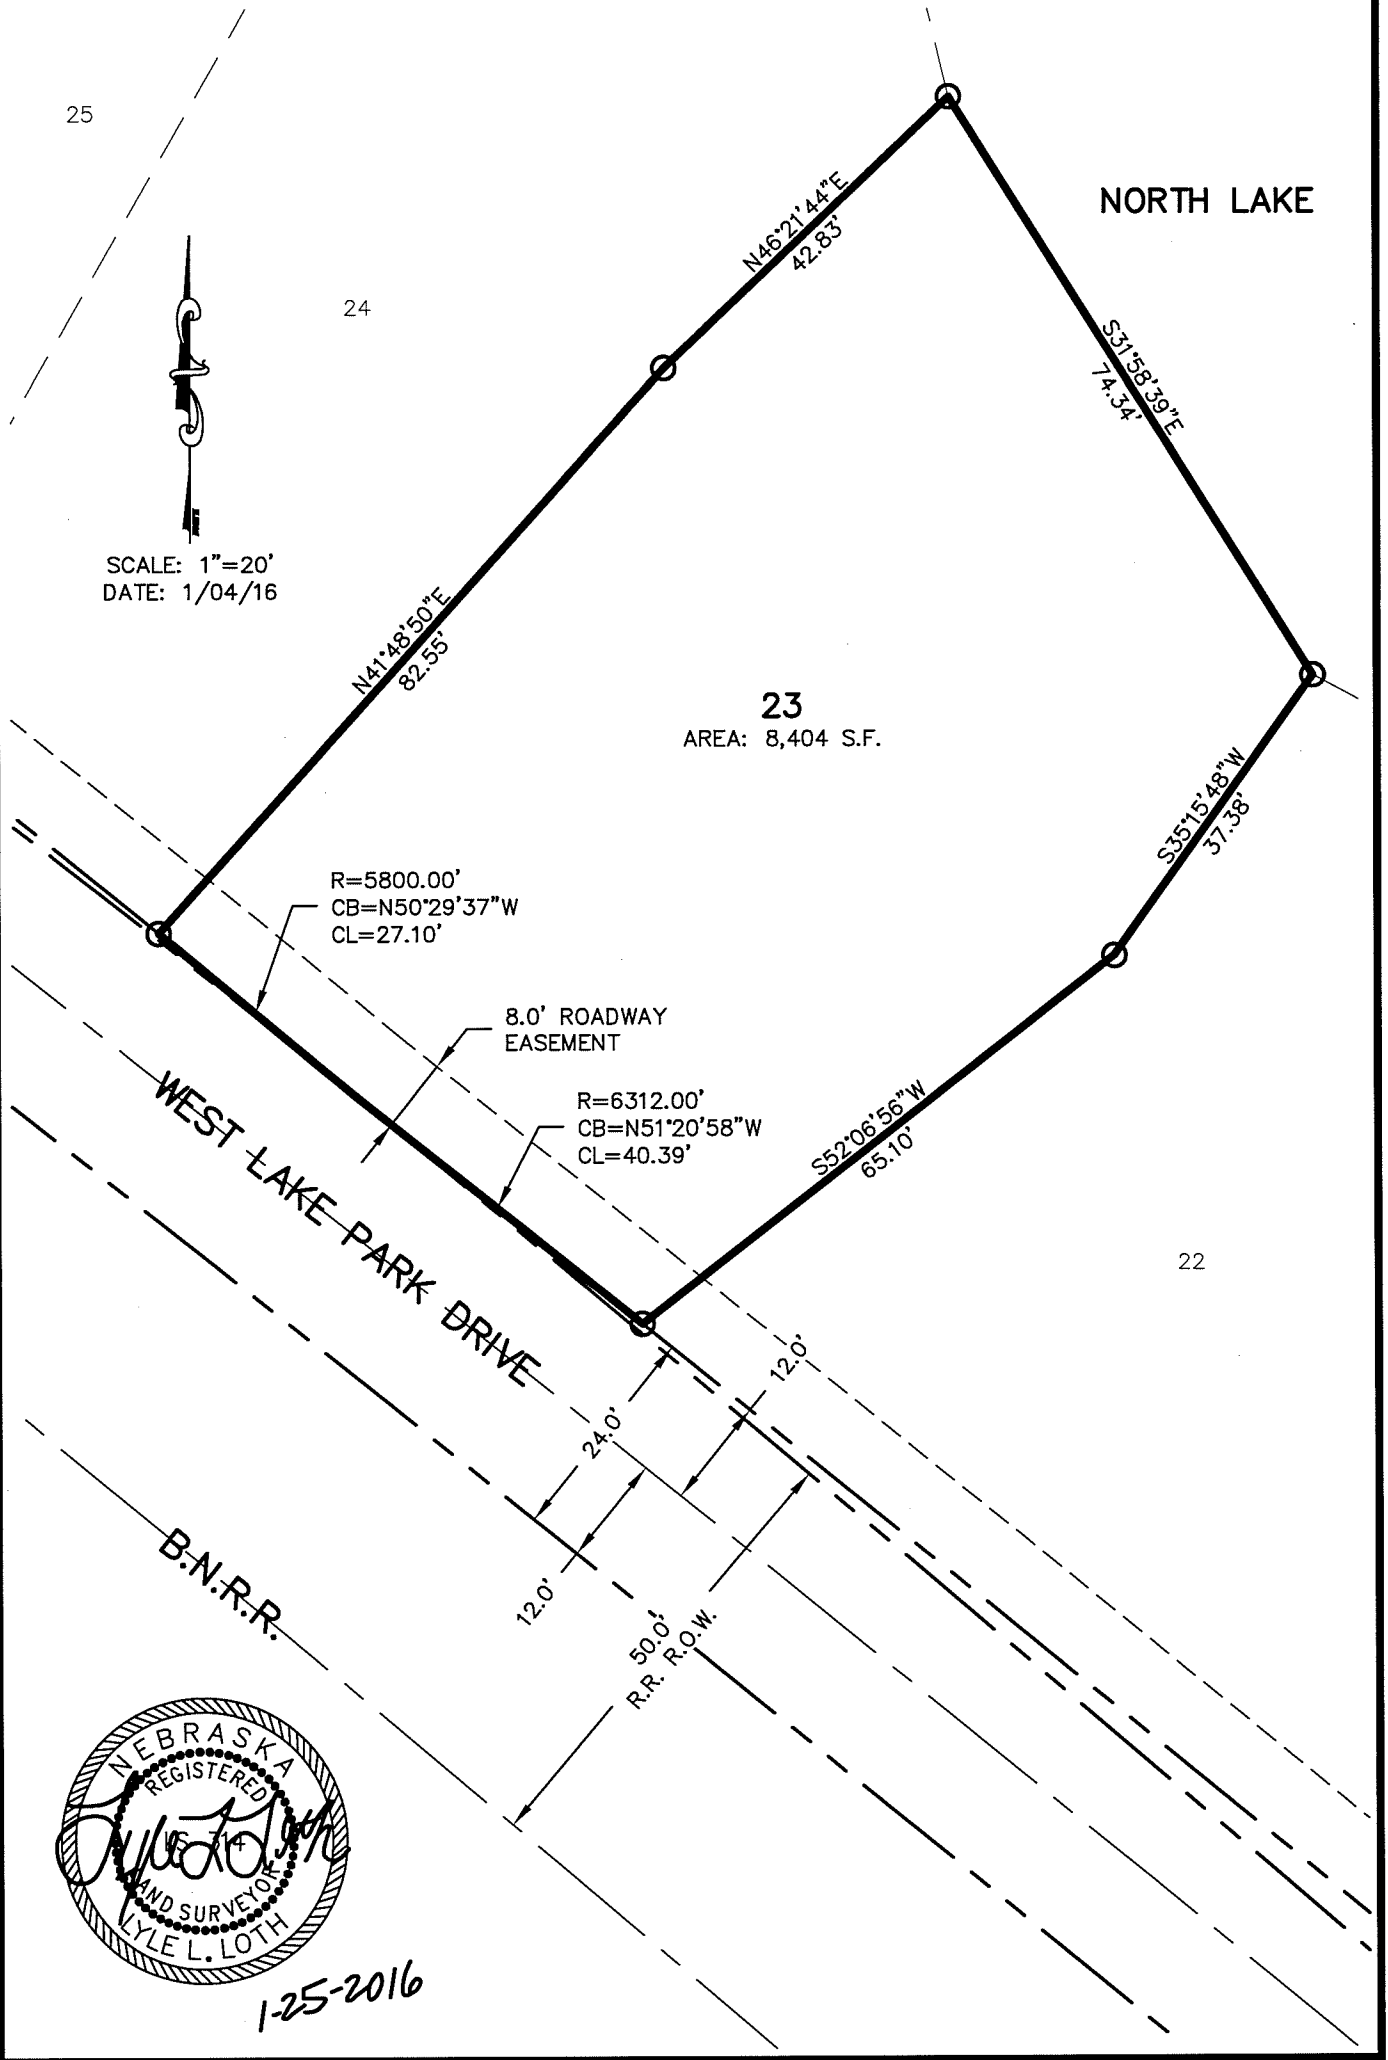 25
NORTH LAKE
N46°21'44"E
42.83'
24
S31°58'39"E
74.34'
SCALE: 1"=20'
DATE: 1/04/16
N41°48'50"E
82.55'
23
AREA: 8,404 S.F.
S35°15'48"W
37.38'
R=5800.00'
CB=N50°29'37"W
CL=27.10'
8.0' ROADWAY
EASEMENT
R=6312.00'
CB=N51°20'58"W
CL=40.39'
S52°06'56"W
65.10'
WEST LAKE PARK DRIVE
22
12.0'
24.0'
12.0'
50.0'
R.R. R.O.W.
B.N.R.R.
NEBRASKA
REGISTERED
LS 314
LAND SURVEYOR
LYLE L. LOTH
Lyle L Loth
1-25-2016